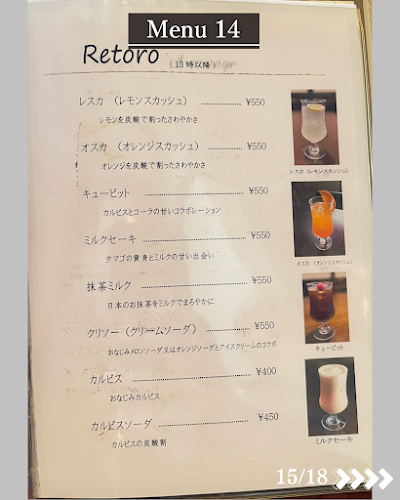 Menu 14
Retoro
(13時以降)
レスカ (レモンスカッシュ) ¥550
レモンを炭酸で割ったさわやかさ
オスカ (オレンジスカッシュ) ¥550
オレンジを炭酸で割ったさわやかさ
キューピット ¥550
カルピスとコーラの甘いコラボレーション
ミルクセーキ ¥550
タマゴの黄身とミルクの甘い出会い
抹茶ミルク ¥550
日本のお抹茶をミルクでまろやかに
クリソー (クリームソーダ) ¥550
おなじみメロンソーダ又はオレンジソーダとアイスクリームのコラボ
カルピス ¥400
おなじみカルピス
カルピスソーダ ¥450
カルピスの炭酸割
レスカ (レモンスカッシュ)
オスカ (オレンジスカッシュ)
キューピット
ミルクセーキ
15/18